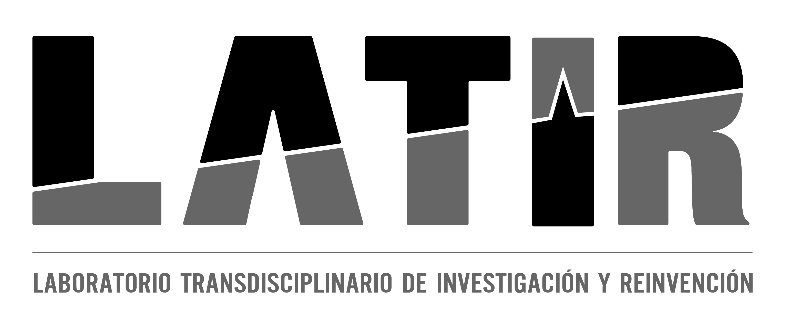 LATIR
LABORATORIO TRANSDISCIPLINARIO DE INVESTIGACIÓN Y REINVENCIÓN